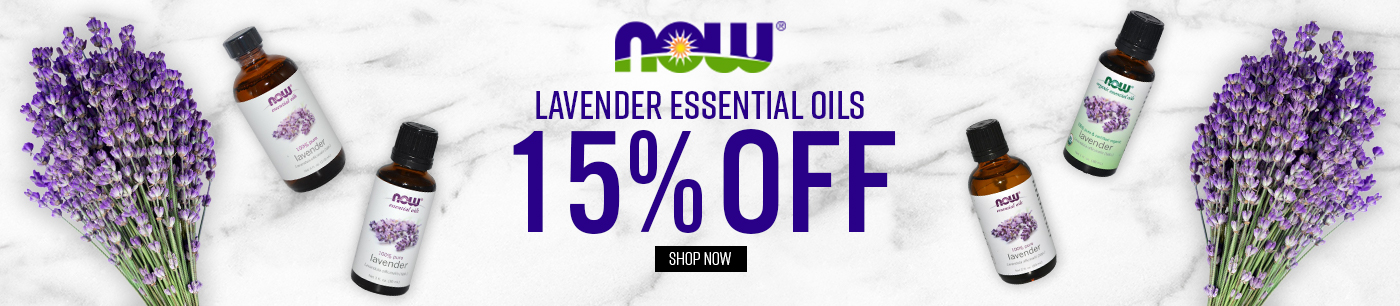 now®
LAVENDER ESSENTIAL OILS
15% OFF
SHOP NOW
now
essential oils
100% pure
lavender
now
essential oils
100% pure
lavender
now
essential oils
100% pure
lavender
now
organic essential oils
lavender